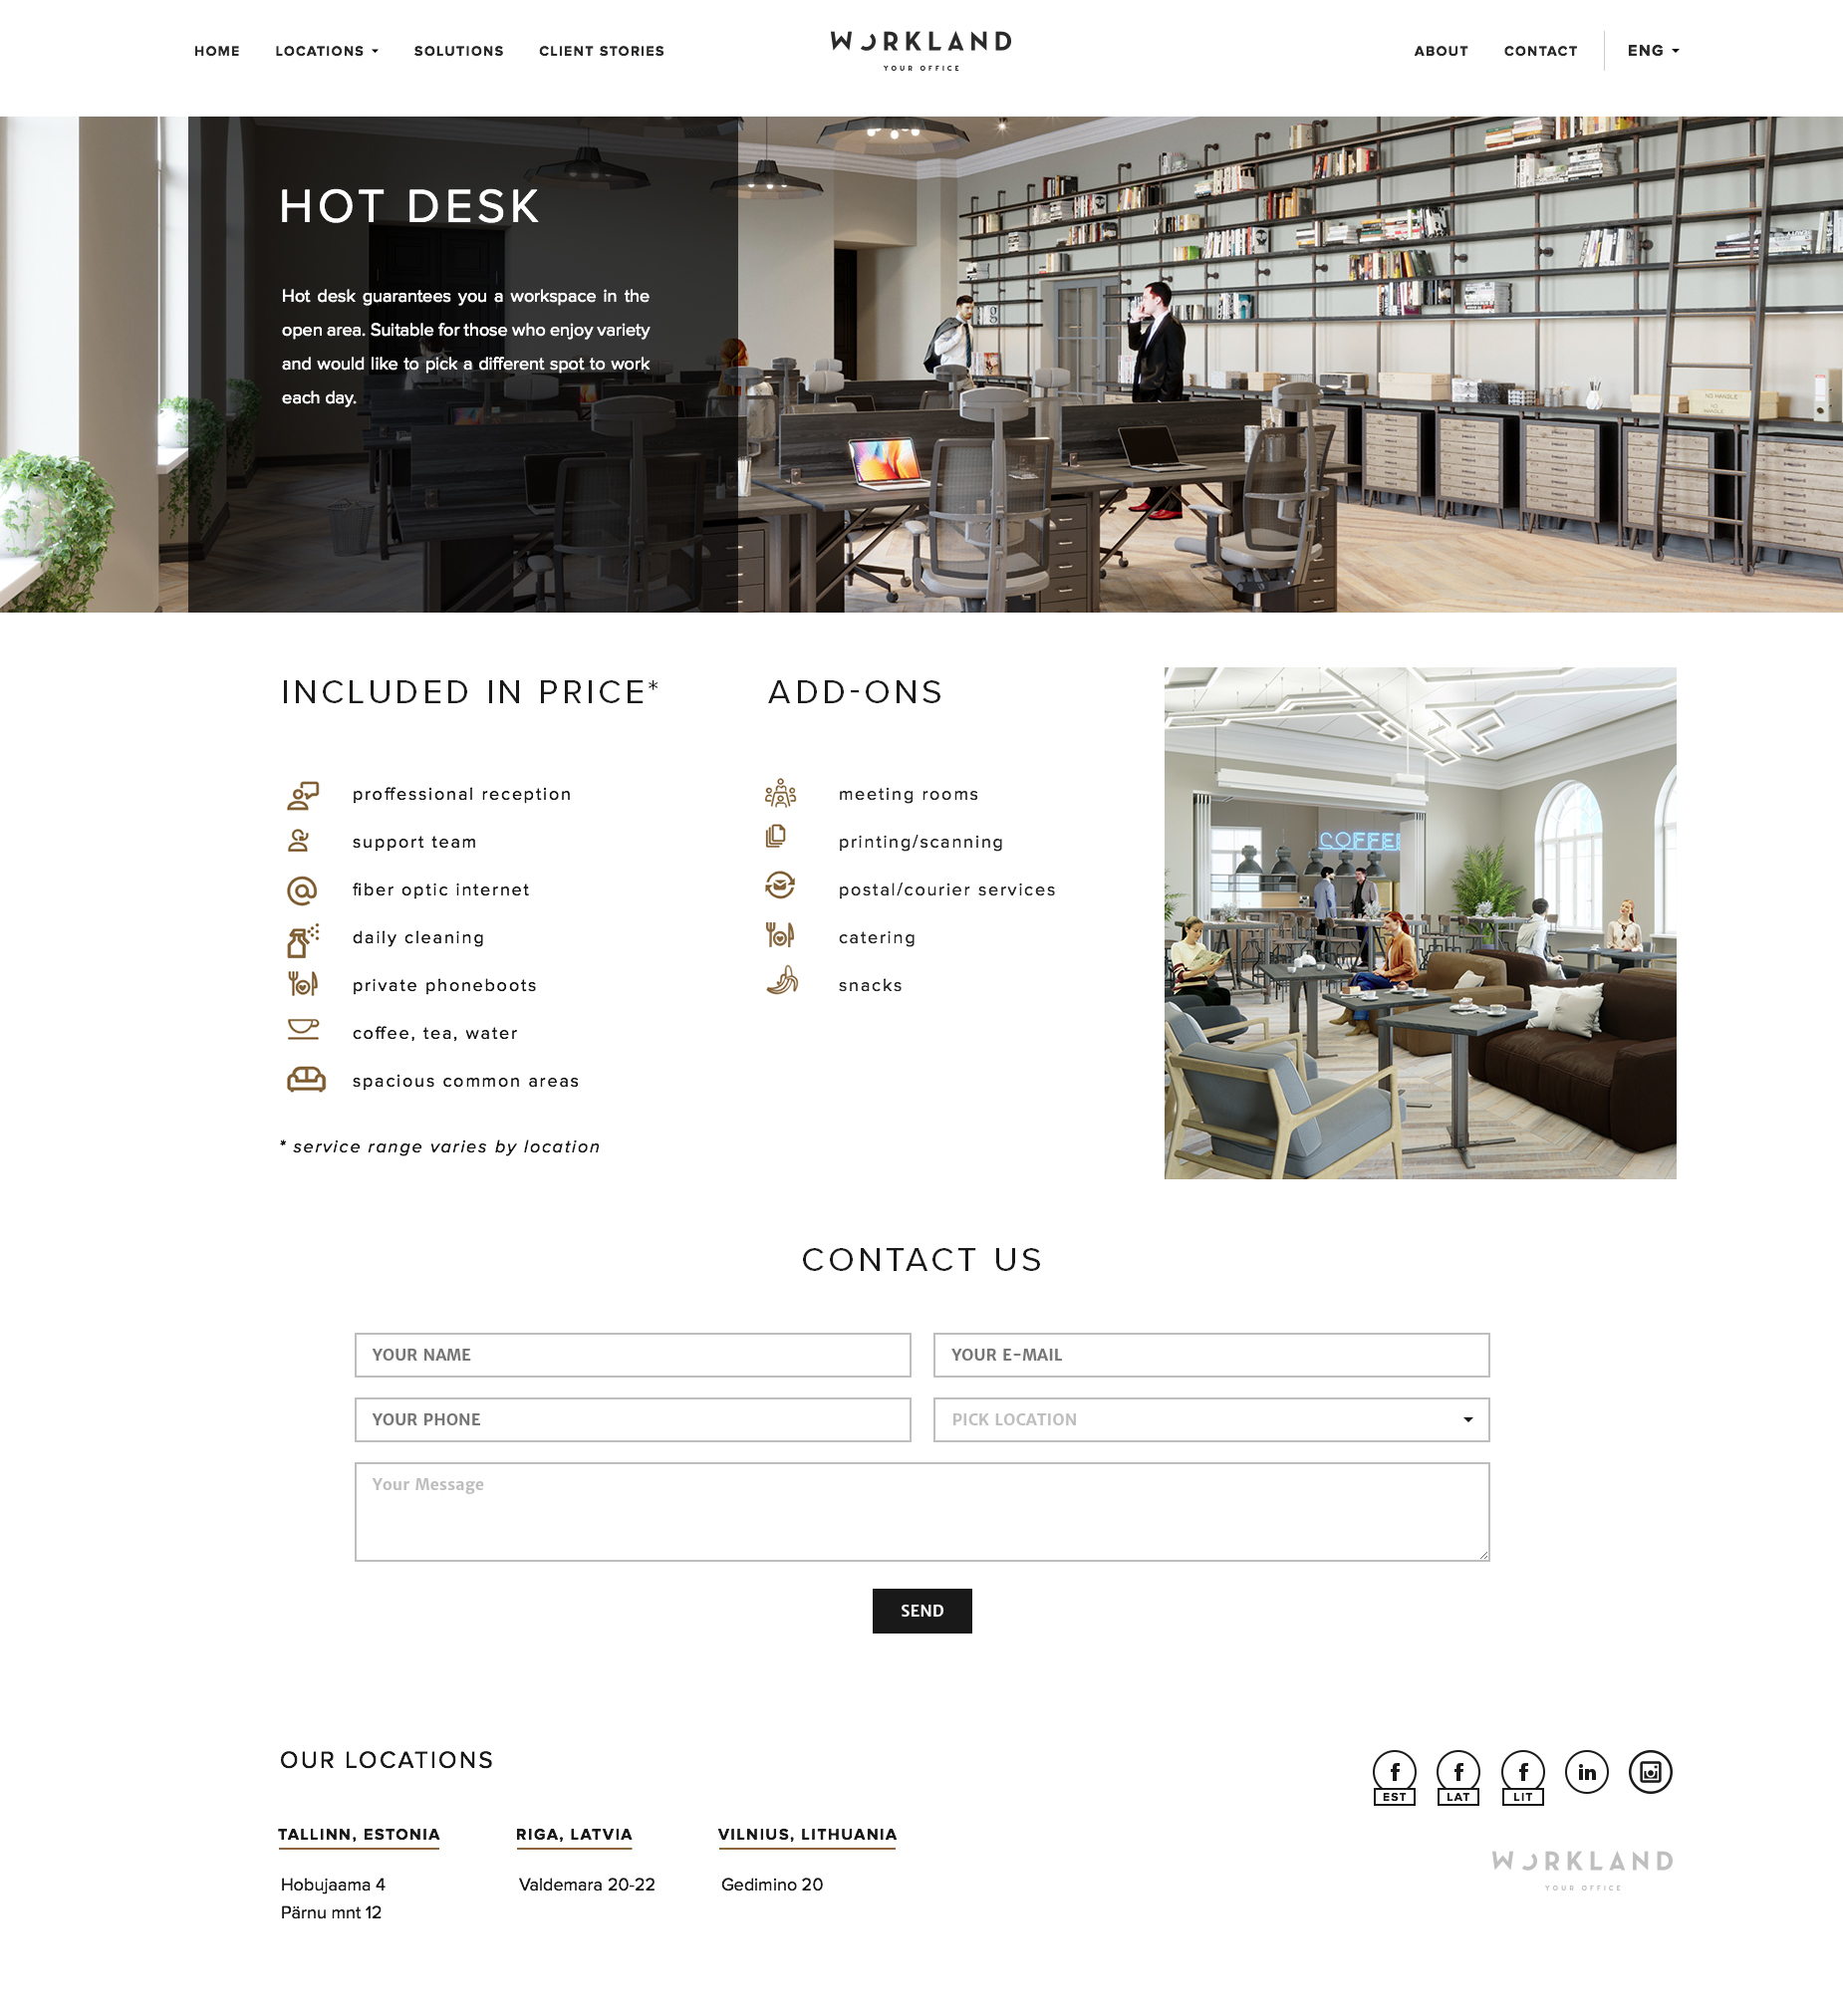 HOME LOCATIONS SOLUTIONS CLIENT STORIES
WORKLAND
YOUR OFFICE
ABOUT CONTACT ENG
HOT DESK
Hot desk guarantees you a workspace in the
open area. Suitable for those who enjoy variety
and would like to pick a different spot to work
each day.
INCLUDED IN PRICE*
proffessional reception
support team
fiber optic internet
daily cleaning
private phoneboots
coffee, tea, water
spacious common areas
* service range varies by location
ADD-ONS
meeting rooms
printing/scanning
postal/courier services
catering
snacks
COFFEE
CONTACT US
YOUR NAME
YOUR E-MAIL
YOUR PHONE
PICK LOCATION
Your Message
SEND
OUR LOCATIONS
TALLINN, ESTONIA
Hobujaama 4
Pärnu mnt 12
RIGA, LATVIA
Valdemara 20-22
VILNIUS, LITHUANIA
Gedimino 20
f f f in
EST LAT LIT
WORKLAND
YOUR OFFICE